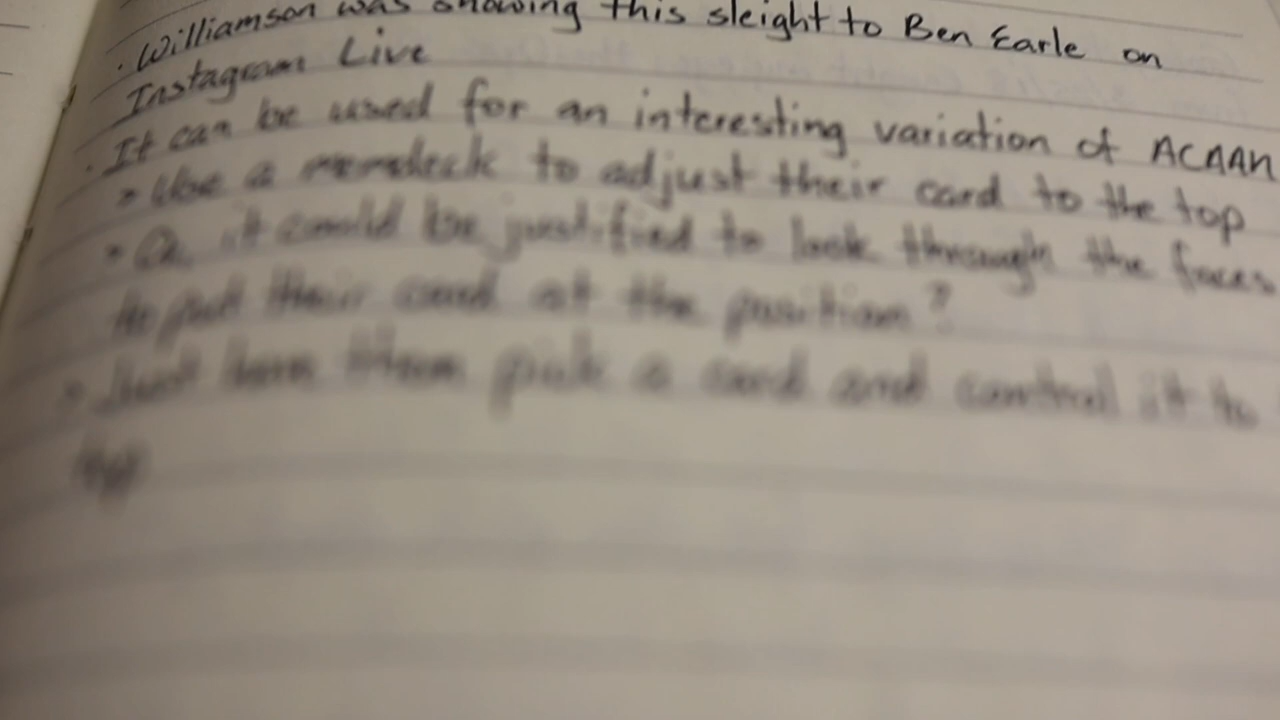 . Williamson was showing this sleight to Ben Earle on
Instagram Live
. It can be used for an interesting variation of ACAAN
Use a memdeck to adjust their card to the top
Or, it could be justified to look through the faces
to put their card at the position?
Just have them pick a card and control it to
top